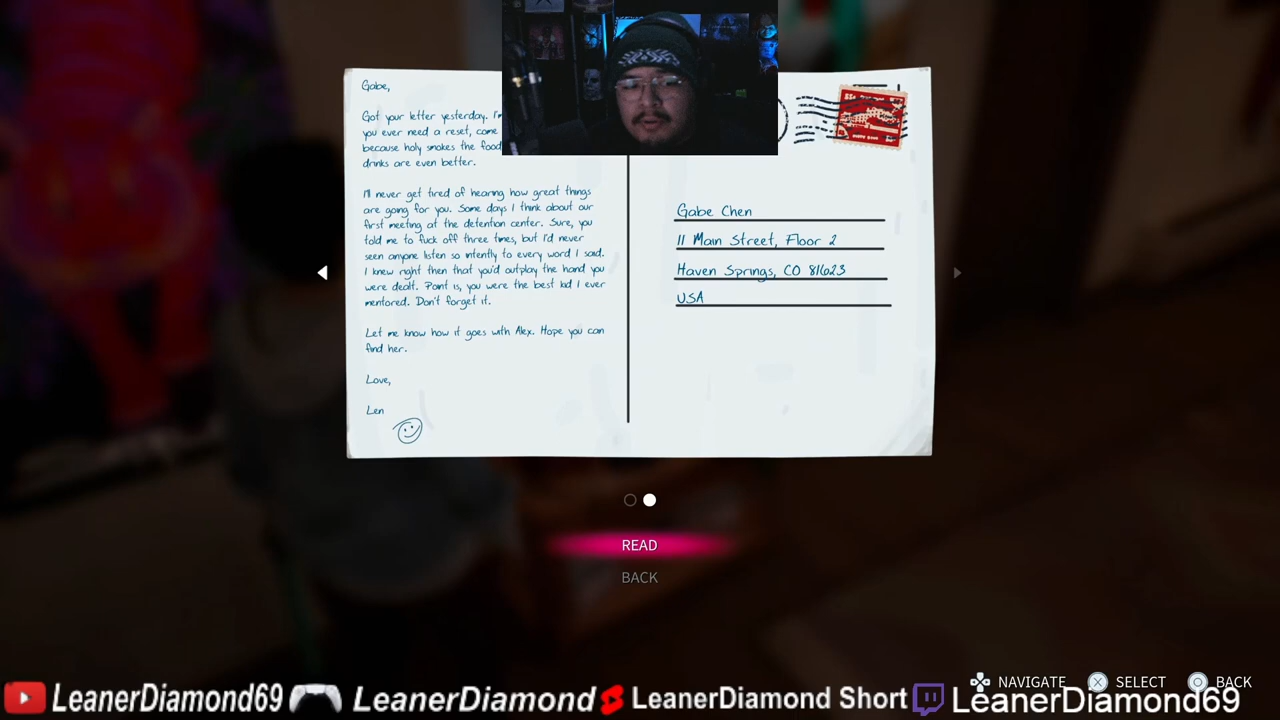 Gabe,
Got your letter yesterday.
you ever need a reset, come
because holy smokes the food
drinks are even better.
I'll never get tired of hearing how great things
are going for you. Some days I think about our
first meeting at the detention center. Sure, you
told me to fuck off three times, but I'd never
seen anyone listen so intently to every word I said.
I knew right then that you'd outplay the hand you
were dealt. Point is, you were the best kid I ever
mentored. Don't forget it.
Let me know how it goes with Alex. Hope you can
find her.
Love,
Len
Gabe Chen
11 Main Street, Floor 2
Haven Springs, CO 81623
USA
READ
BACK
NAVIGATE
SELECT
BACK
LeanerDiamond69
LeanerDiamond
LeanerDiamond Short
LeanerDiamond69